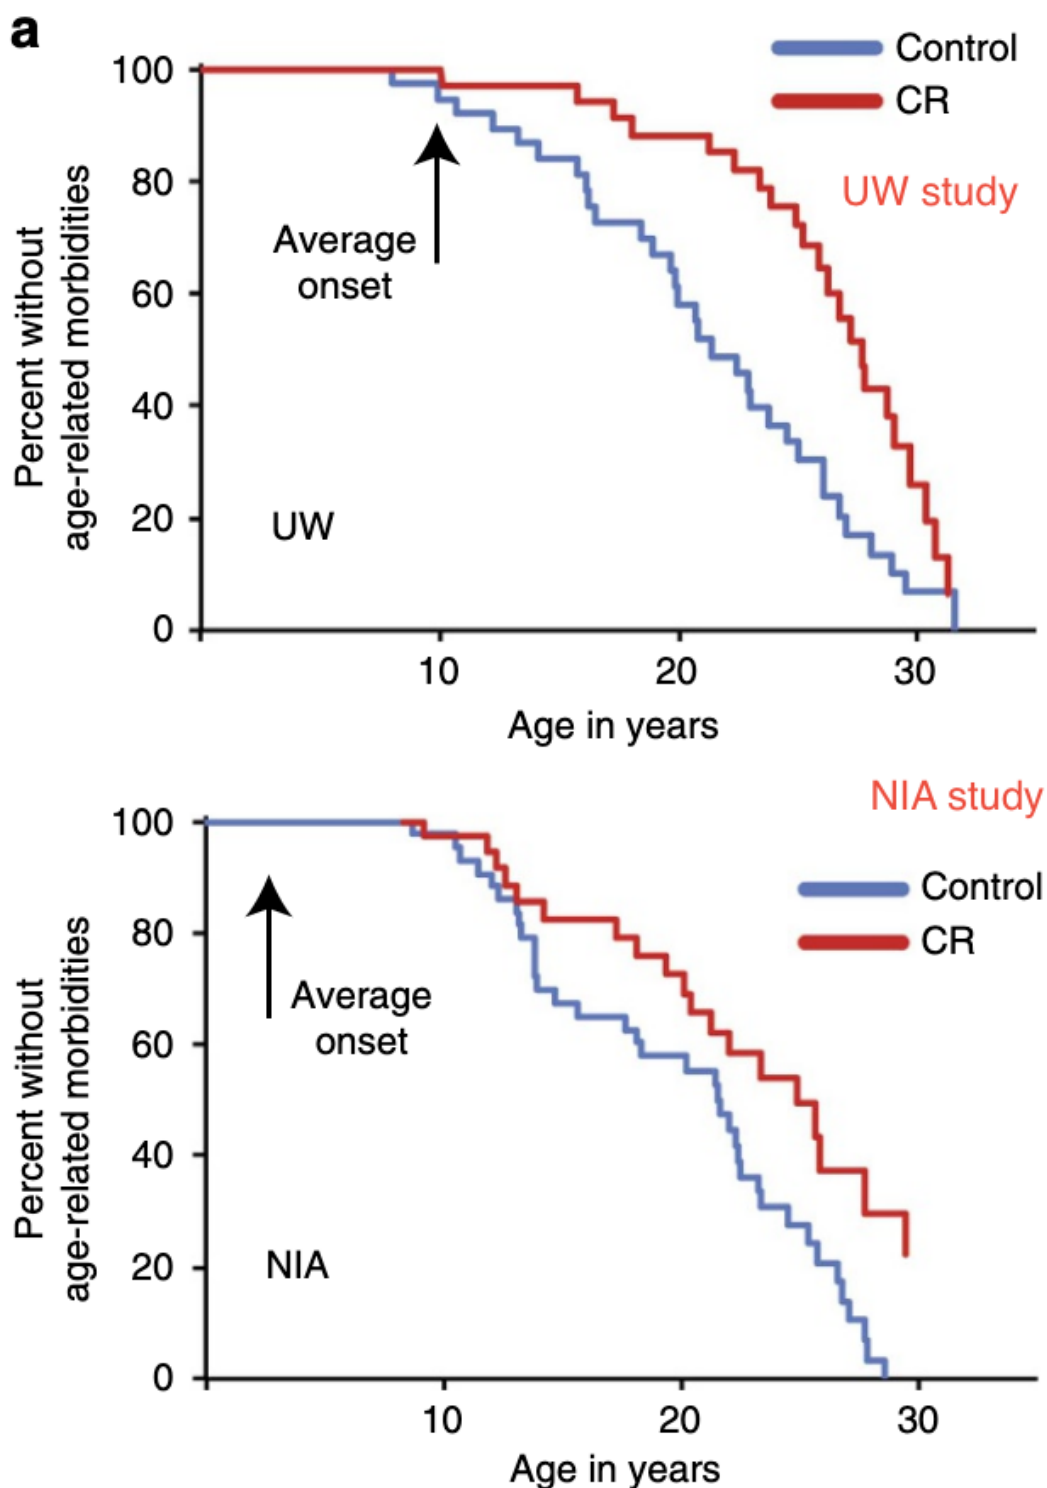 a
Control
CR
UW study
Percent without
age-related morbidities
100
80
60
40
20
0
Average
onset
UW
10
20
30
Age in years
NIA study
Control
CR
Percent without
age-related morbidities
100
80
60
40
20
0
Average
onset
NIA
10
20
30
Age in years